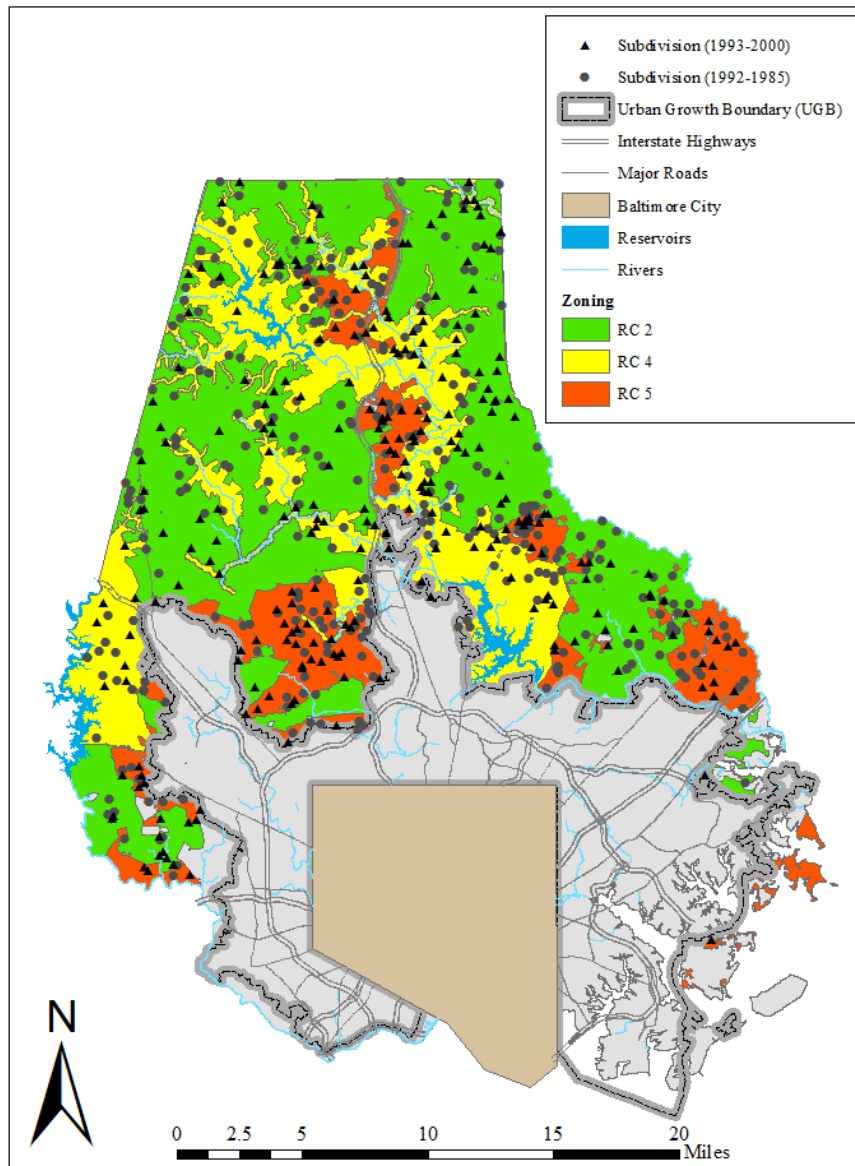 Subdivision (1993-2000)
Subdivision (1992-1985)
Urban Growth Boundary (UGB)
Interstate Highways
Major Roads
Baltimore City
Reservoirs
Rivers
Zoning
RC 2
RC 4
RC 5
N
0 2.5 5 10 15 20
Miles